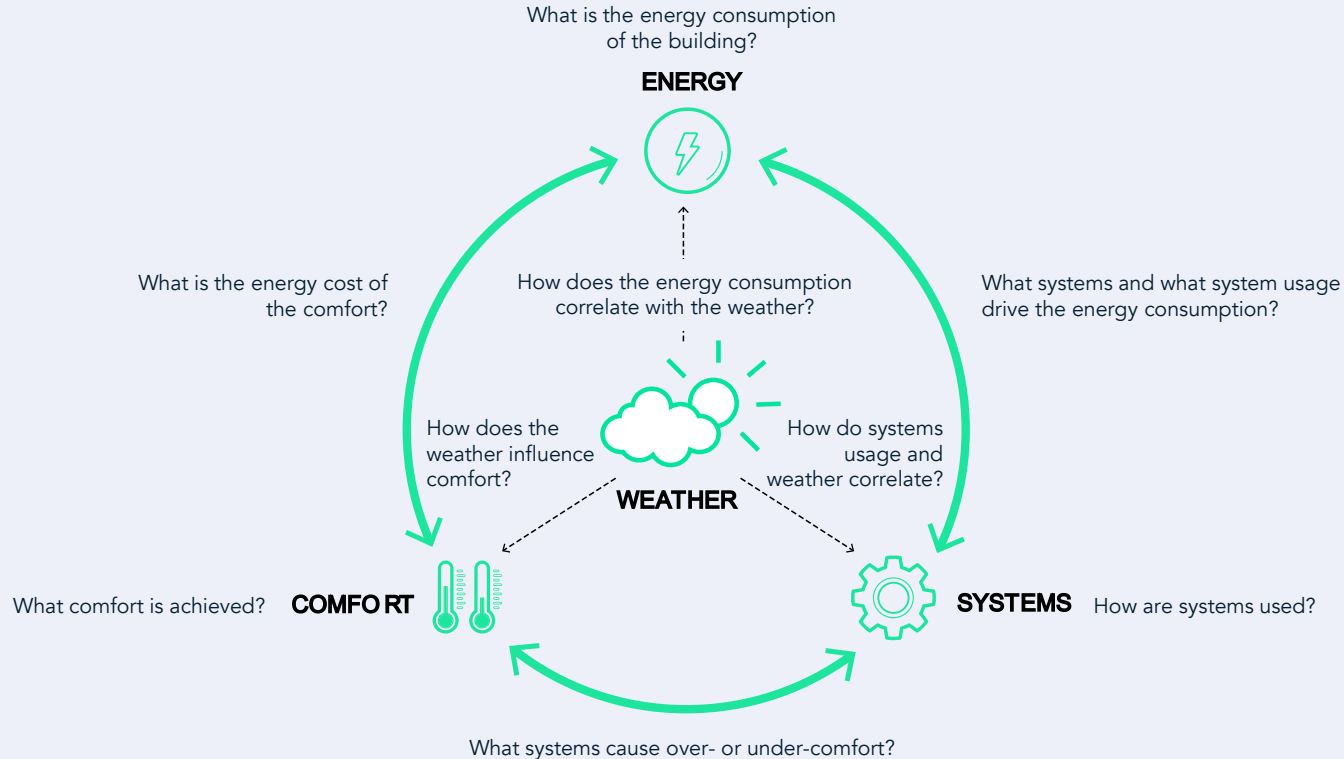 What is the energy consumption
of the building?
ENERGY
What is the energy cost of
the comfort?
How does the energy consumption
correlate with the weather?
What systems and what system usage
drive the energy consumption?
How does the
weather influence
comfort?
How do systems
usage and
weather correlate?
WEATHER
What comfort is achieved?
COMFO RT
SYSTEMS
How are systems used?
What systems cause over- or under-comfort?